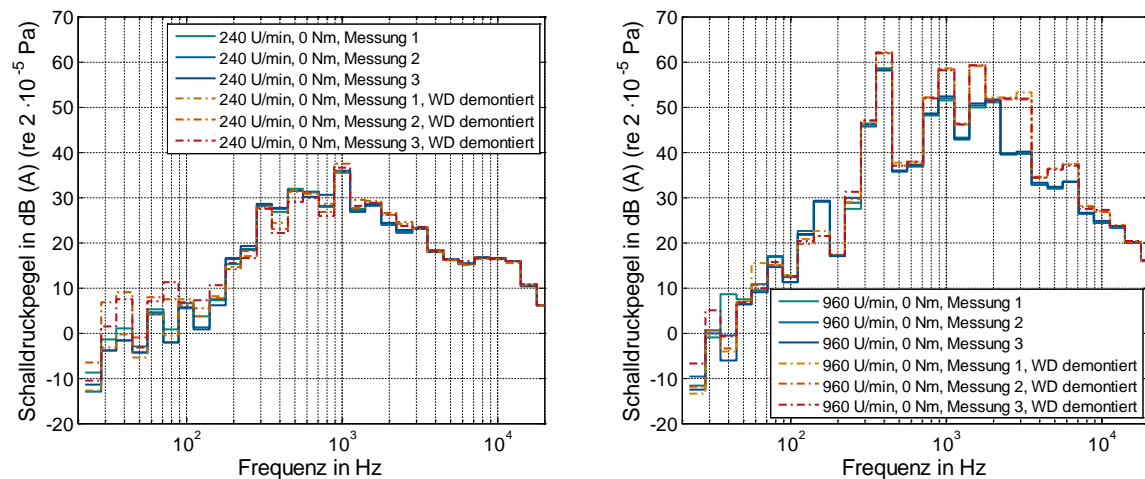 Schalldruckpegel in dB (A) (re 2 ·10⁻⁵ Pa)
70
60
50
40
30
20
10
0
-10
-20
240 U/min, 0 Nm, Messung 1
240 U/min, 0 Nm, Messung 2
240 U/min, 0 Nm, Messung 3
240 U/min, 0 Nm, Messung 1, WD demontiert
240 U/min, 0 Nm, Messung 2, WD demontiert
240 U/min, 0 Nm, Messung 3, WD demontiert
10² 10³ 10⁴
Frequenz in Hz
Schalldruckpegel in dB (A) (re 2 ·10⁻⁵ Pa)
70
60
50
40
30
20
10
0
-10
-20
960 U/min, 0 Nm, Messung 1
960 U/min, 0 Nm, Messung 2
960 U/min, 0 Nm, Messung 3
960 U/min, 0 Nm, Messung 1, WD demontiert
960 U/min, 0 Nm, Messung 2, WD demontiert
960 U/min, 0 Nm, Messung 3, WD demontiert
10² 10³ 10⁴
Frequenz in Hz